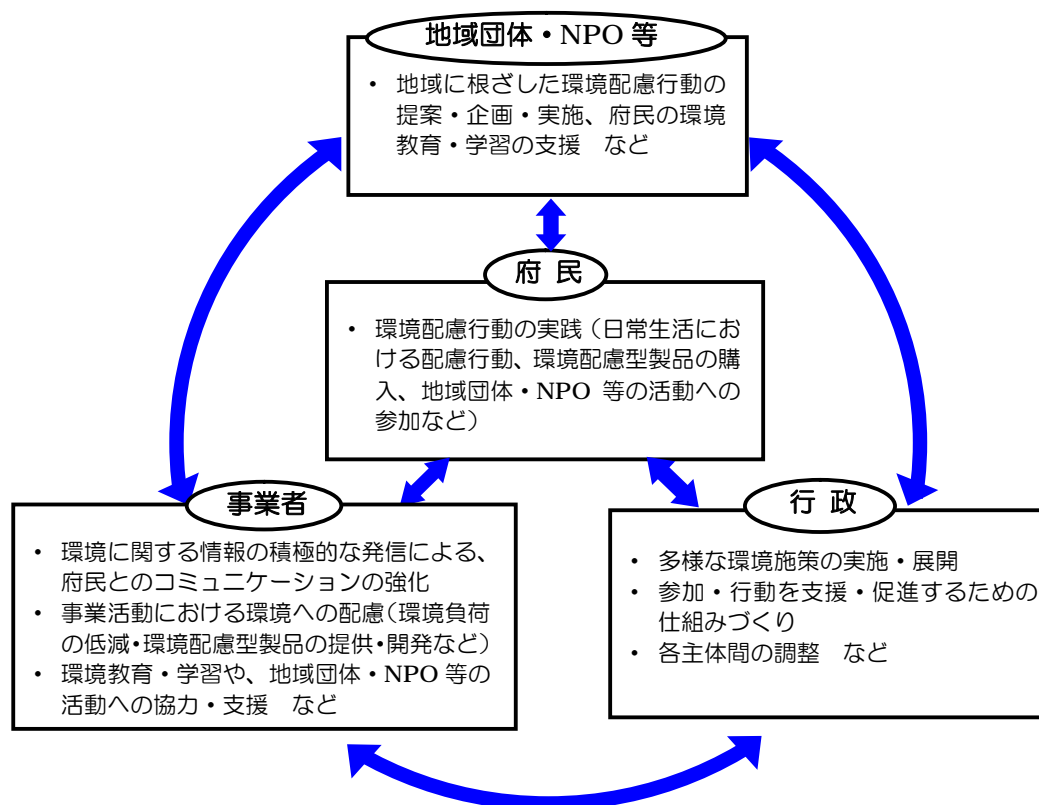 地域団体・NPO 等
・ 地域に根ざした環境配慮行動の
提案・企画・実施、府民の環境
教育・学習の支援　など
府 民
・ 環境配慮行動の実践（日常生活にお
ける配慮行動、環境配慮型製品の購
入、地域団体・NPO 等の活動への
参加など）
事業者
・ 環境に関する情報の積極的な発信による、
府民とのコミュニケーションの強化
・ 事業活動における環境への配慮（環境負荷
の低減・環境配慮型製品の提供・開発など）
・ 環境教育・学習や、地域団体・NPO 等の
活動への協力・支援　など
行 政
・ 多様な環境施策の実施・展開
・ 参加・行動を支援・促進するための
仕組みづくり
・ 各主体間の調整　など